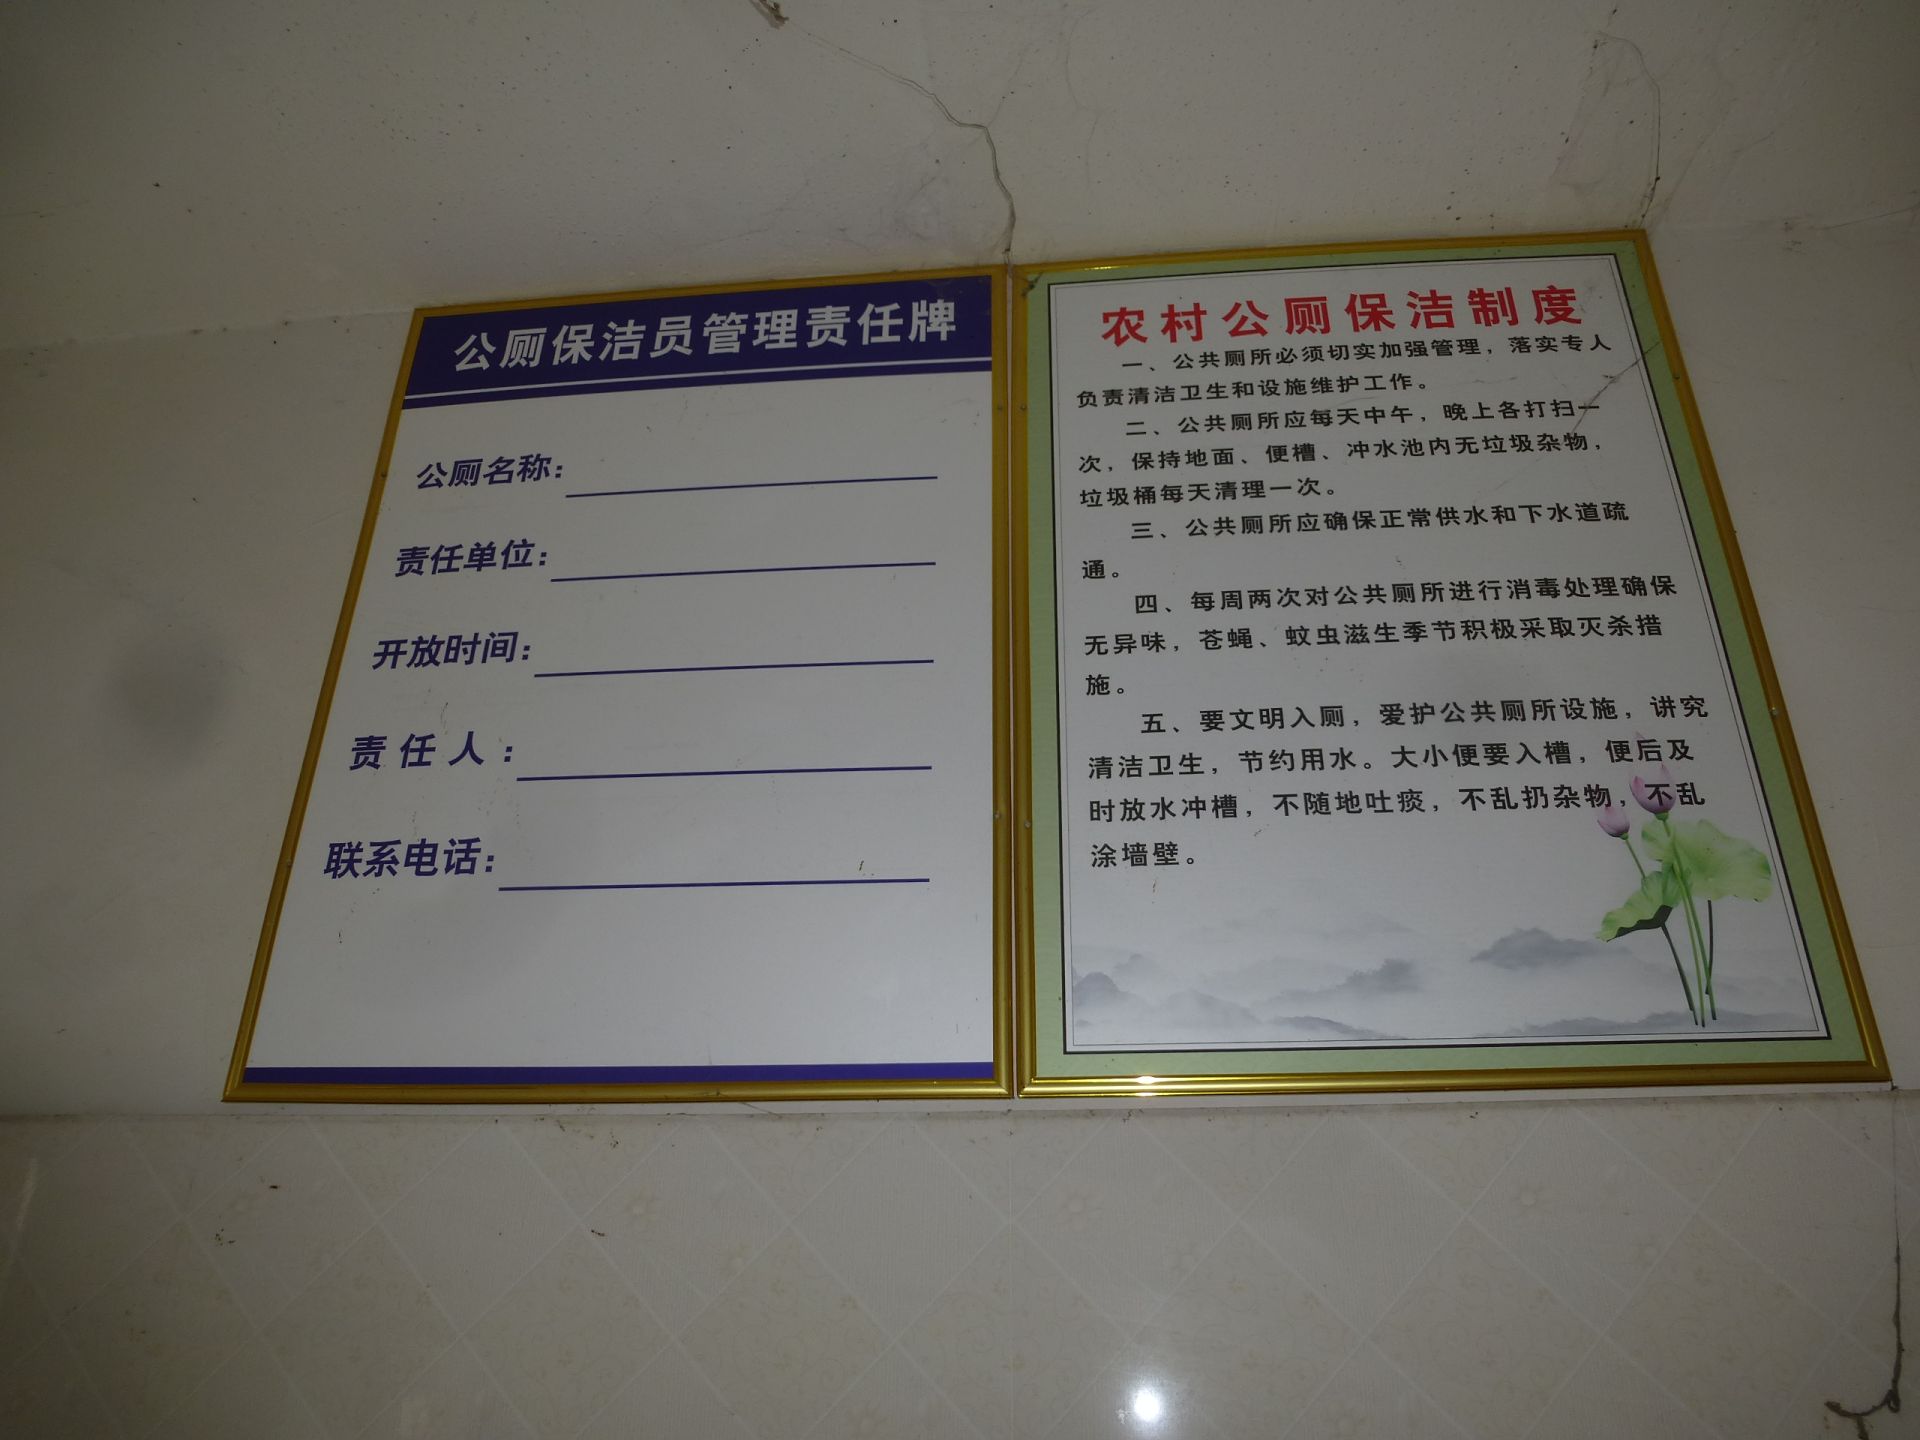 公厕保洁员管理责任牌
公厕名称:
责任单位:
开放时间:
责任人:
联系电话:
农村公厕保洁制度
一、公共厕所必须切实加强管理，落实专人
负责清洁卫生和设施维护工作。
二、公共厕所应每天中午，晚上各打扫一
次，保持地面、便槽、冲水池内无垃圾杂物，
垃圾桶每天清理一次。
三、公共厕所应确保正常供水和下水道疏
通。
四、每周两次对公共厕所进行消毒处理确保
无异味，苍蝇、蚊虫滋生季节积极采取灭杀措
施。
五、要文明入厕，爱护公共厕所设施，讲究
清洁卫生，节约用水。大小便要入槽，便后及
时放水冲槽，不随地吐痰，不乱扔杂物，不乱
涂墙壁。